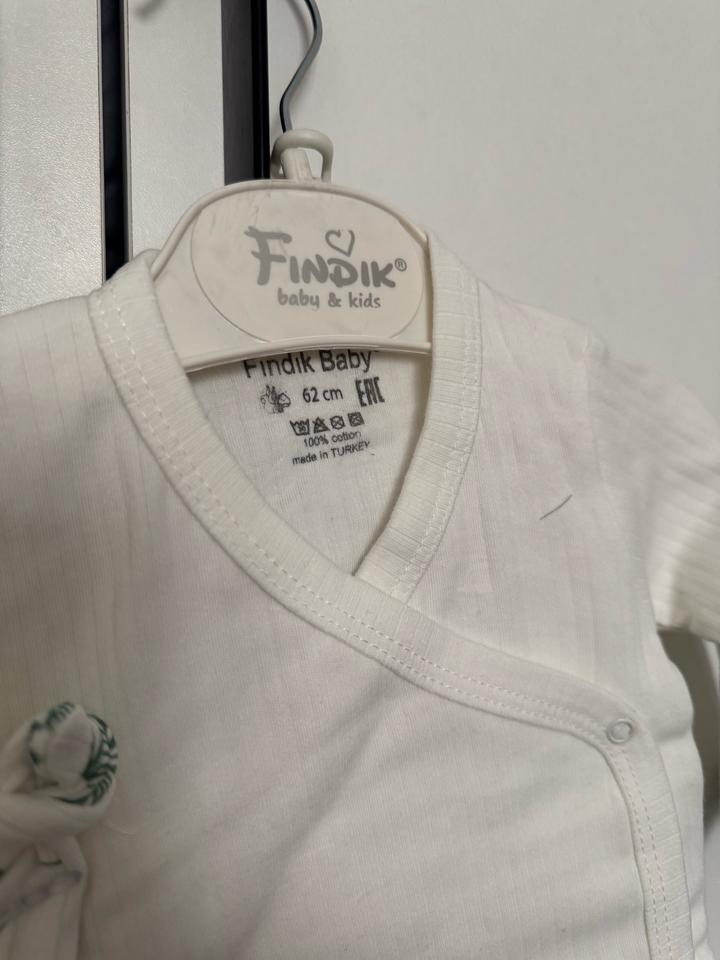 FINDIK®
baby & kids
Findik Baby
62 cm EAC
100% cotton
made in TURKEY